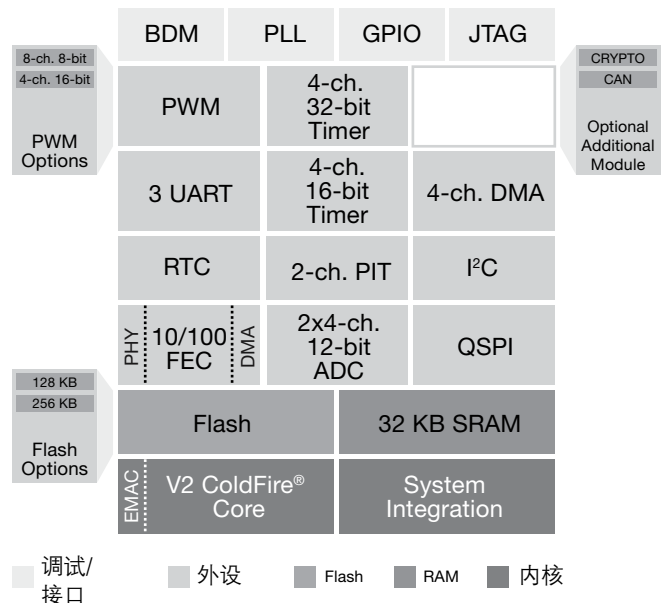 BDM
PLL
GPIO
JTAG
8-ch. 8-bit
4-ch. 16-bit
PWM
Options
PWM
4-ch.
32-bit
Timer
CRYPTO
CAN
Optional
Additional
Module
3 UART
4-ch.
16-bit
Timer
4-ch. DMA
RTC
2-ch. PIT
I²C
PHY
10/100
FEC
DMA
2x4-ch.
12-bit
ADC
QSPI
128 KB
256 KB
Flash
Options
Flash
32 KB SRAM
EMAC
V2 ColdFire®
Core
System
Integration
调试/
接口
外设
Flash
RAM
内核